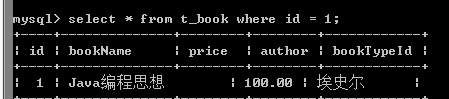 mysql> select * from t_book where id = 1;
+----+--------------+--------+--------+------------+
| id | bookName | price | author | bookTypeId |
+----+--------------+--------+--------+------------+
| 1 | Java编程思想 | 100.00 | 埃史尔 |